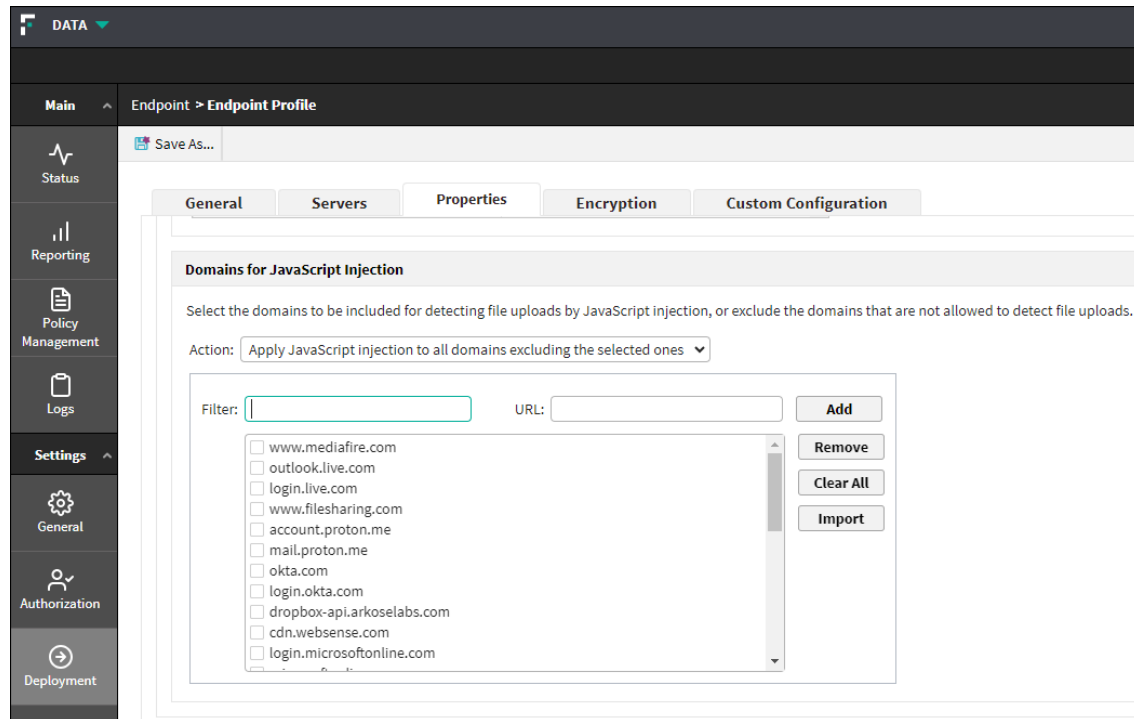 DATA
Main
Endpoint > Endpoint Profile
Save As...
Status
General Servers Properties Encryption Custom Configuration
Reporting
Domains for JavaScript Injection
Select the domains to be included for detecting file uploads by JavaScript injection, or exclude the domains that are not allowed to detect file uploads.
Policy
Management
Action: Apply JavaScript injection to all domains excluding the selected ones
Logs
Filter: URL: Add
www.mediafire.com Remove
outlook.live.com
login.live.com Clear All
www.filesharing.com
account.proton.me Import
mail.proton.me
okta.com
login.okta.com
dropbox-api.arkoselabs.com
cdn.websense.com
login.microsoftonline.com
Settings
General
Authorization
Deployment